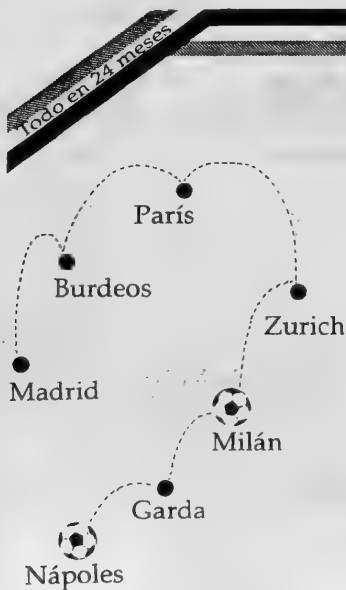 Todo en 24 meses
París
Burdeos
Zurich
Madrid
Milán
Garda
Nápoles